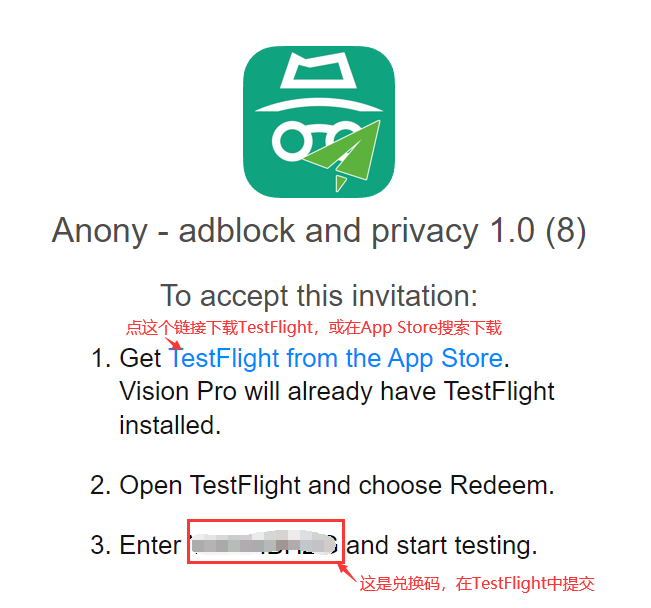 Anony - adblock and privacy 1.0 (8)
To accept this invitation:
点这个链接下载TestFlight，或在App Store搜索下载
1. Get TestFlight from the App Store.
Vision Pro will already have TestFlight
installed.
2. Open TestFlight and choose Redeem.
3. Enter and start testing.
这是兑换码，在TestFlight中提交